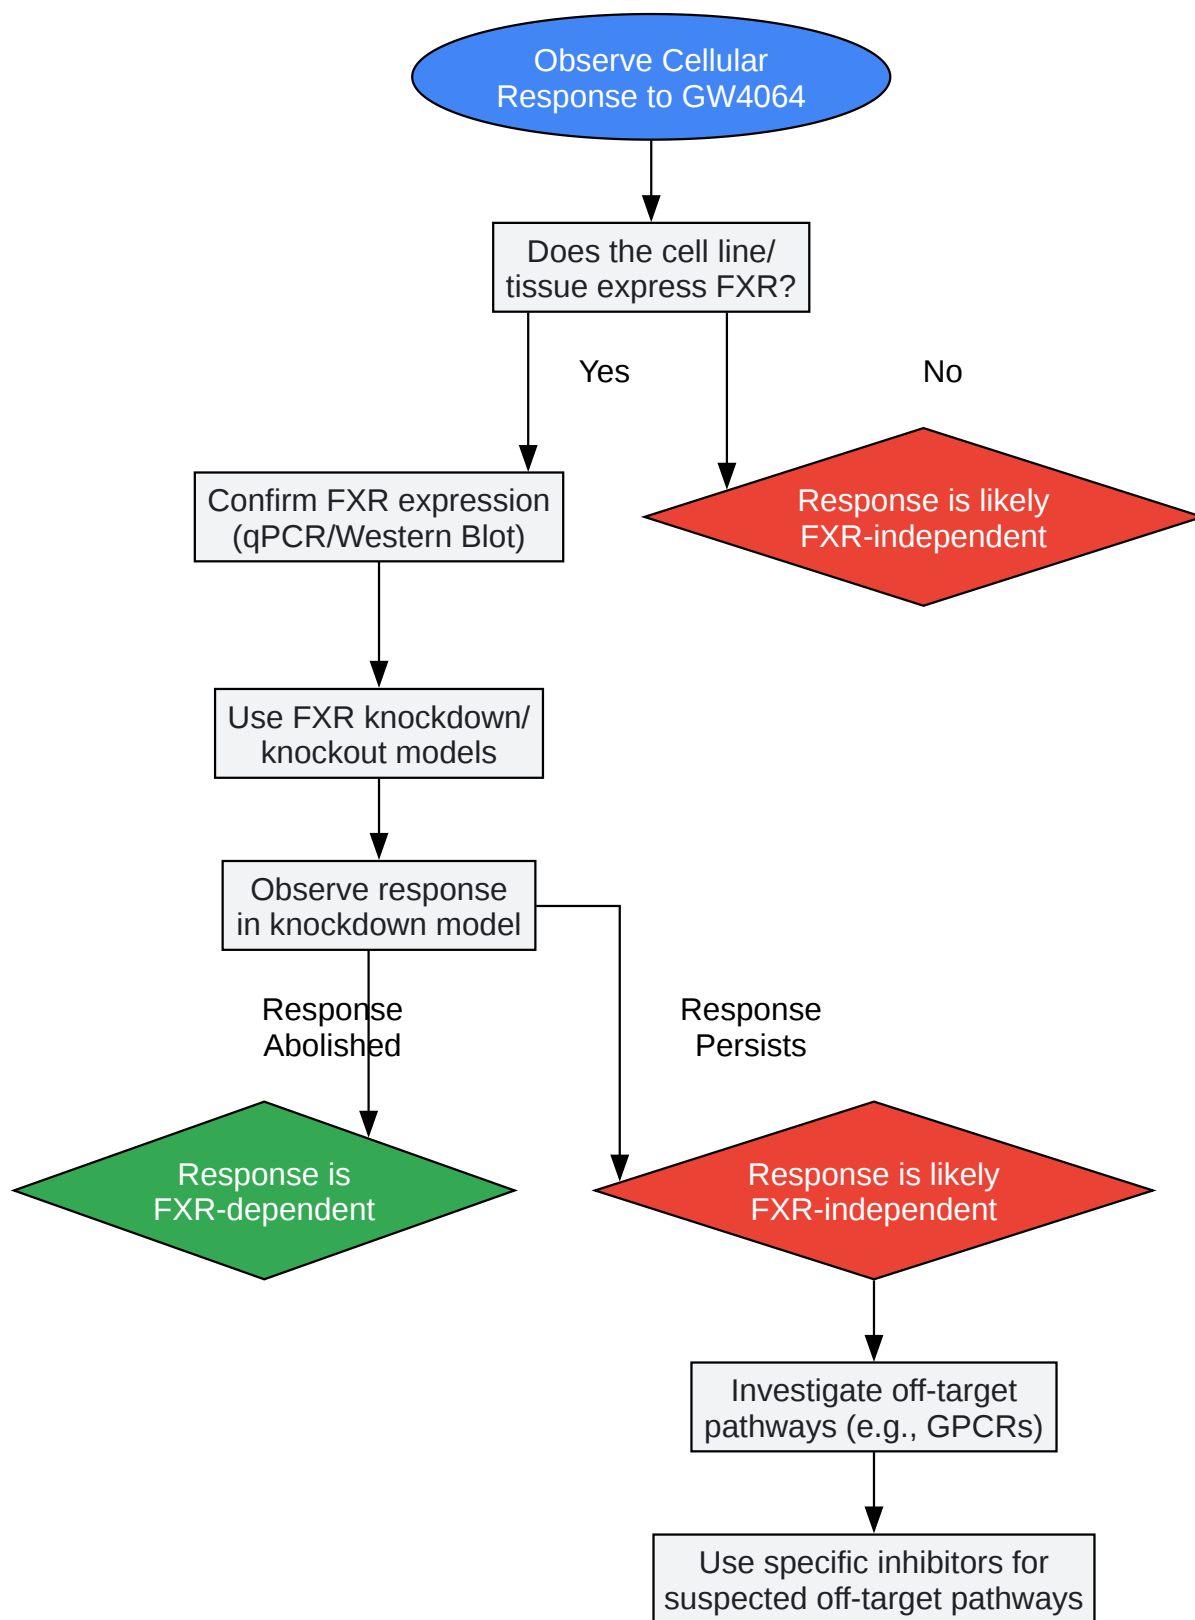 Observe Cellular
Response to GW4064
Does the cell line/
tissue express FXR?
Yes
No
Confirm FXR expression
(qPCR/Western Blot)
Response is likely
FXR-independent
Use FXR knockdown/
knockout models
Observe response
in knockdown model
Response
Abolished
Response
Persists
Response is
FXR-dependent
Response is likely
FXR-independent
Investigate off-target
pathways (e.g., GPCRs)
Use specific inhibitors for
suspected off-target pathways